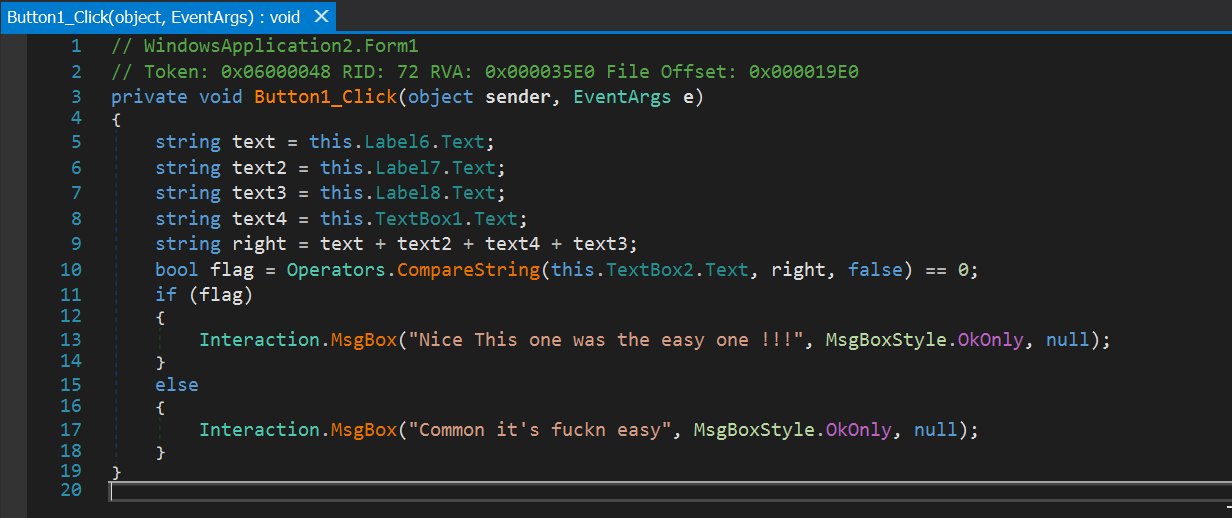 Button1_Click(object, EventArgs) : void X
1 // WindowsApplication2.Form1
2 // Token: 0x06000048 RID: 72 RVA: 0x000035E0 File Offset: 0x000019E0
3 private void Button1_Click(object sender, EventArgs e)
4 {
5 string text = this.Label6.Text;
6 string text2 = this.Label7.Text;
7 string text3 = this.Label8.Text;
8 string text4 = this.TextBox1.Text;
9 string right = text + text2 + text4 + text3;
10 bool flag = Operators.CompareString(this.TextBox2.Text, right, false) == 0;
11 if (flag)
12 {
13 Interaction.MsgBox("Nice This one was the easy one !!!", MsgBoxStyle.OkOnly, null);
14 }
15 else
16 {
17 Interaction.MsgBox("Common it's fuckn easy", MsgBoxStyle.OkOnly, null);
18 }
19 }
20